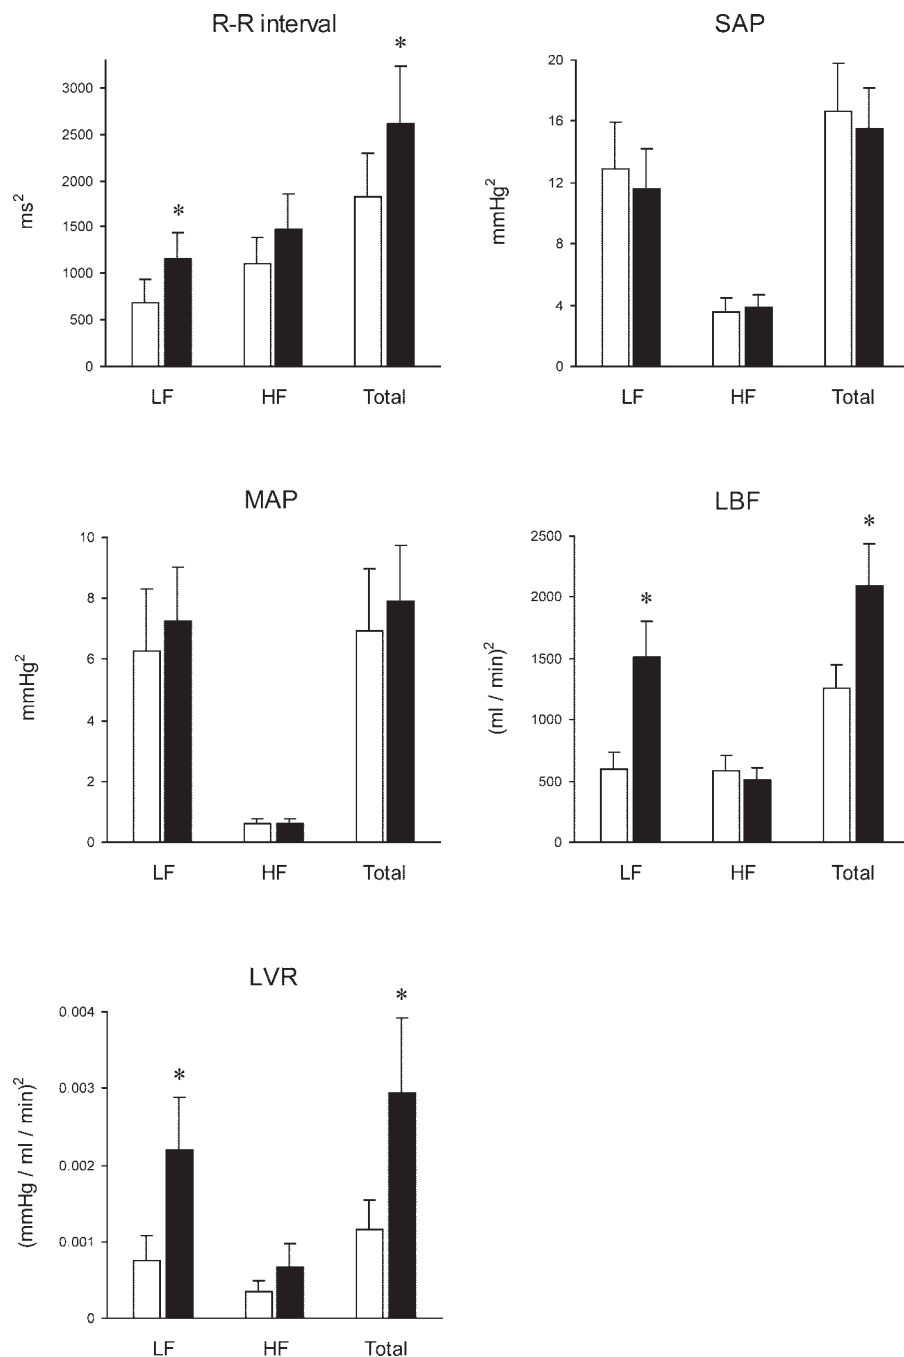 R-R interval
*
*
3000
2500
2000
1500
1000
500
0
ms²
LF HF Total
SAP
20
16
12
8
4
0
mmHg²
LF HF Total
MAP
10
8
6
4
2
0
mmHg²
LF HF Total
LBF
*
*
2500
2000
1500
1000
500
0
(ml / min)²
LF HF Total
LVR
*
*
0.004
0.003
0.002
0.001
0
(mmHg / ml / min)²
LF HF Total